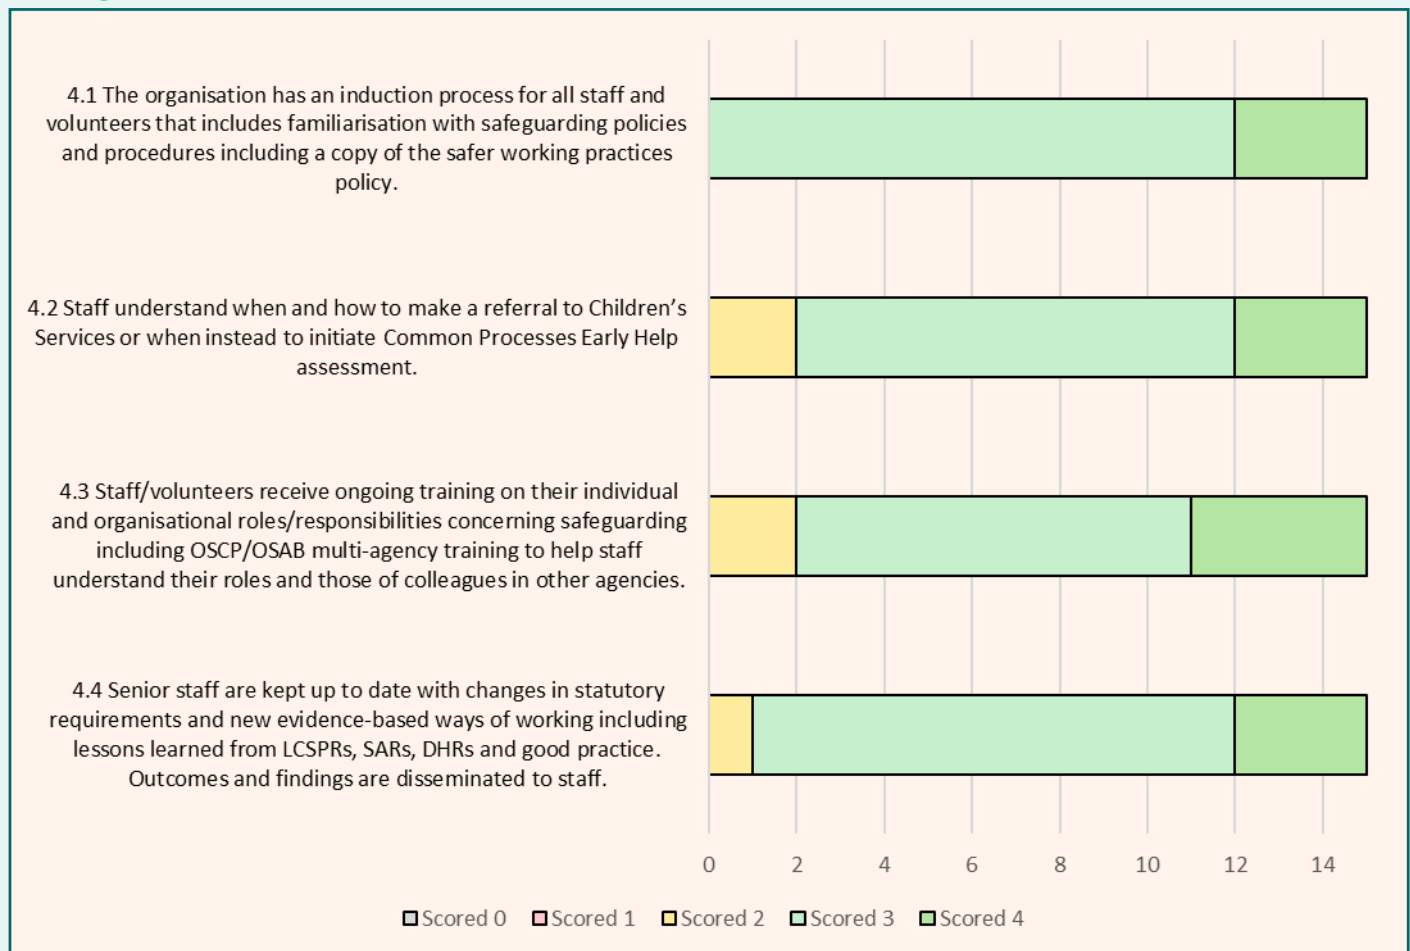 4.1 The organisation has an induction process for all staff and
volunteers that includes familiarisation with safeguarding policies
and procedures including a copy of the safer working practices
policy.
4.2 Staff understand when and how to make a referral to Children’s
Services or when instead to initiate Common Processes Early Help
assessment.
4.3 Staff/volunteers receive ongoing training on their individual
and organisational roles/responsibilities concerning safeguarding
including OSCP/OSAB multi-agency training to help staff
understand their roles and those of colleagues in other agencies.
4.4 Senior staff are kept up to date with changes in statutory
requirements and new evidence-based ways of working including
lessons learned from LCSPRs, SARs, DHRs and good practice.
Outcomes and findings are disseminated to staff.
0 2 4 6 8 10 12 14
Scored 0 Scored 1 Scored 2 Scored 3 Scored 4